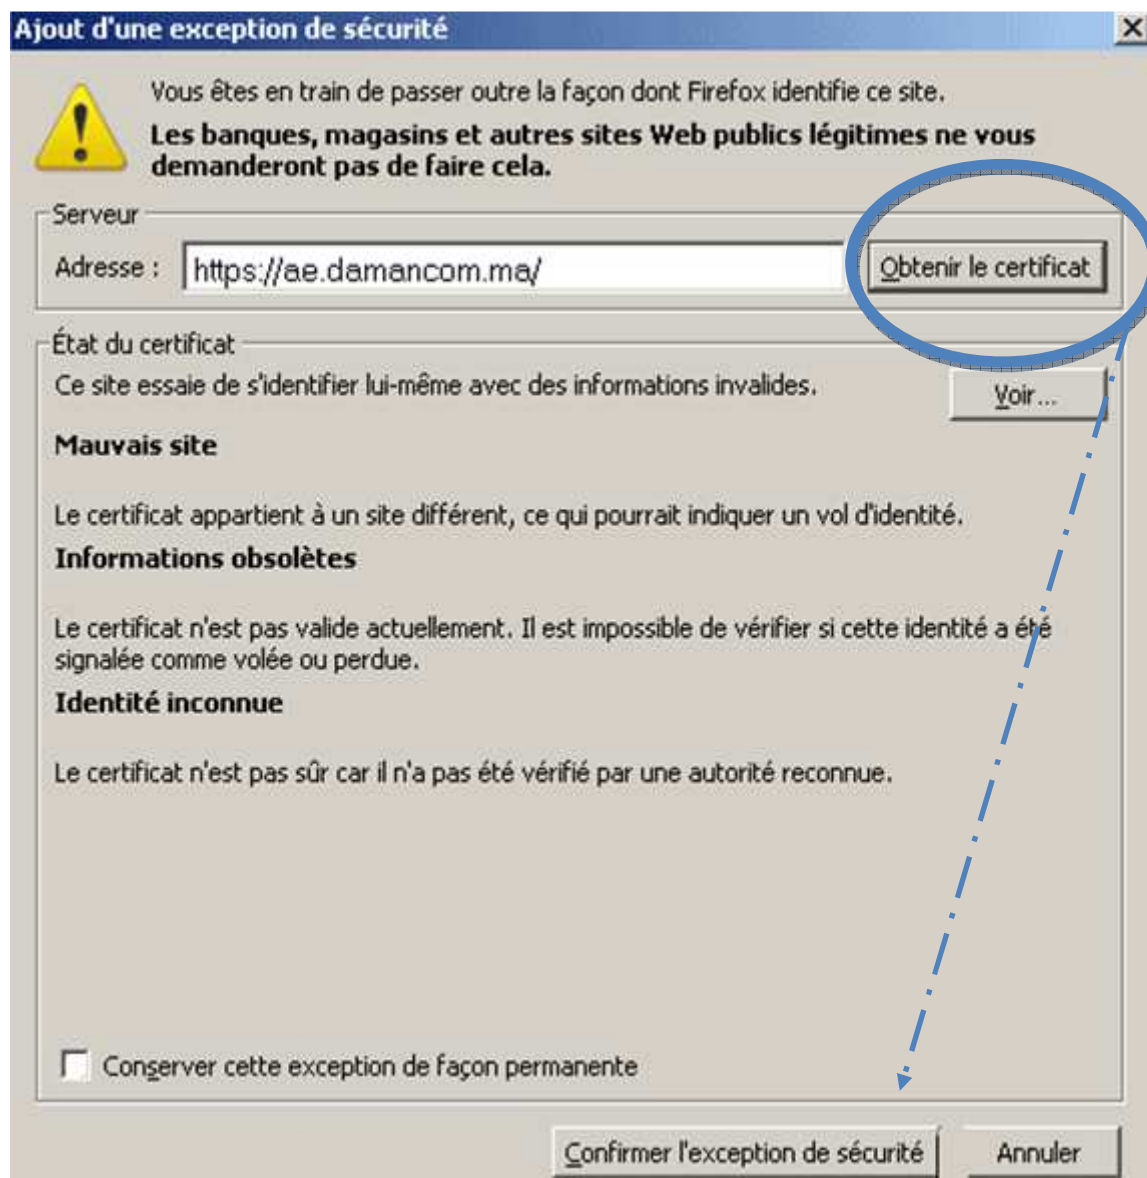 Ajout d'une exception de sécurité
Vous êtes en train de passer outre la façon dont Firefox identifie ce site.
Les banques, magasins et autres sites Web publics légitimes ne vous
demanderont pas de faire cela.
Serveur
Adresse : https://ae.damancom.ma/ Obtenir le certificat
État du certificat
Ce site essaie de s'identifier lui-même avec des informations invalides. Voir...
Mauvais site
Le certificat appartient à un site différent, ce qui pourrait indiquer un vol d'identité.
Informations obsolètes
Le certificat n'est pas valide actuellement. Il est impossible de vérifier si cette identité a été
signalée comme volée ou perdue.
Identité inconnue
Le certificat n'est pas sûr car il n'a pas été vérifié par une autorité reconnue.
Conserver cette exception de façon permanente
Confirmer l'exception de sécurité Annuler